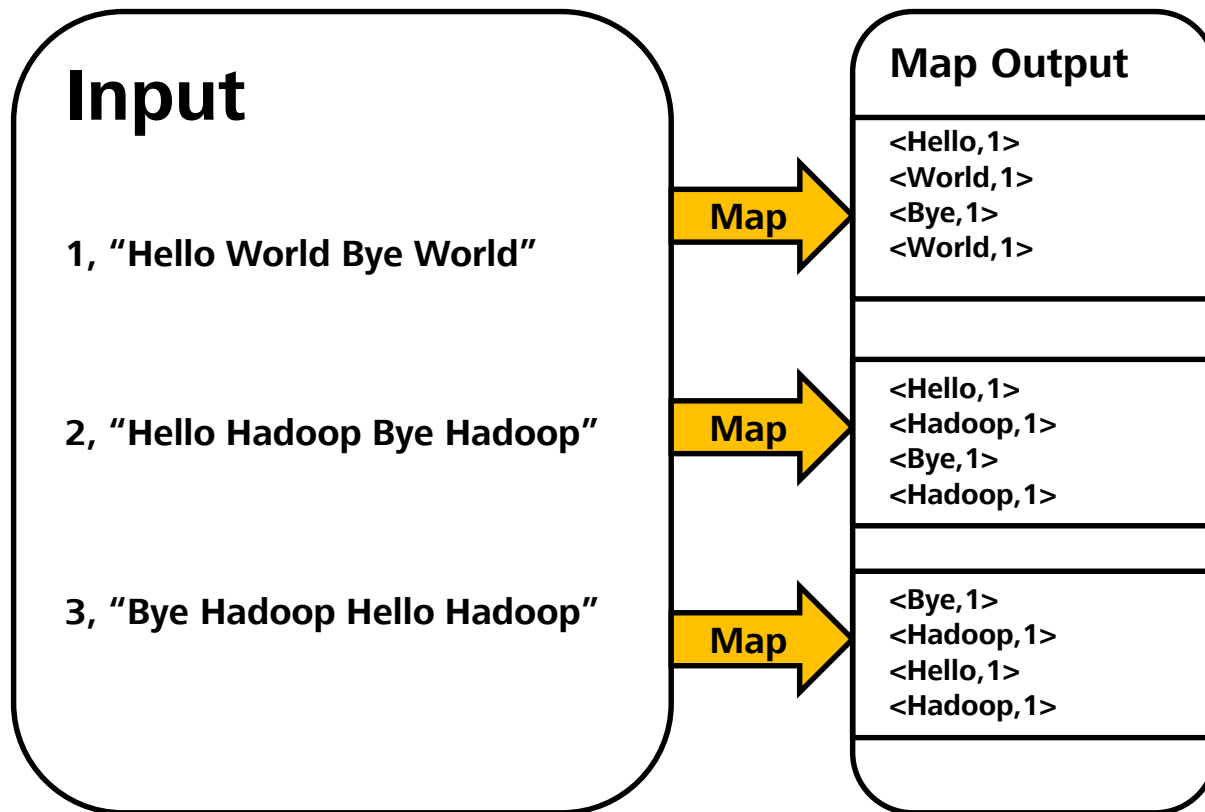 Input
1, “Hello World Bye World”
2, “Hello Hadoop Bye Hadoop”
3, “Bye Hadoop Hello Hadoop”
Map
Map
Map
Map Output
<Hello,1>
<World,1>
<Bye,1>
<World,1>
<Hello,1>
<Hadoop,1>
<Bye,1>
<Hadoop,1>
<Bye,1>
<Hadoop,1>
<Hello,1>
<Hadoop,1>